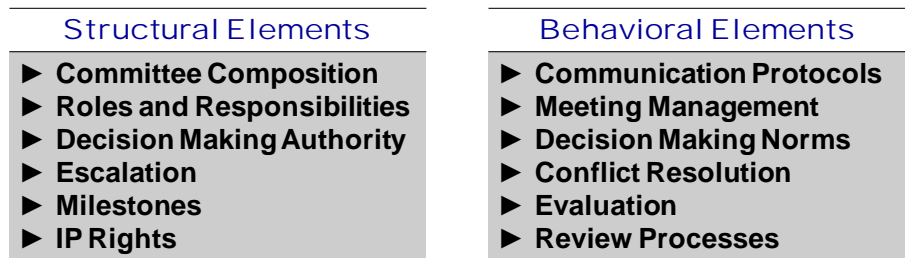 Structural Elements
► Committee Composition
► Roles and Responsibilities
► Decision Making Authority
► Escalation
► Milestones
► IP Rights
Behavioral Elements
► Communication Protocols
► Meeting Management
► Decision Making Norms
► Conflict Resolution
► Evaluation
► Review Processes